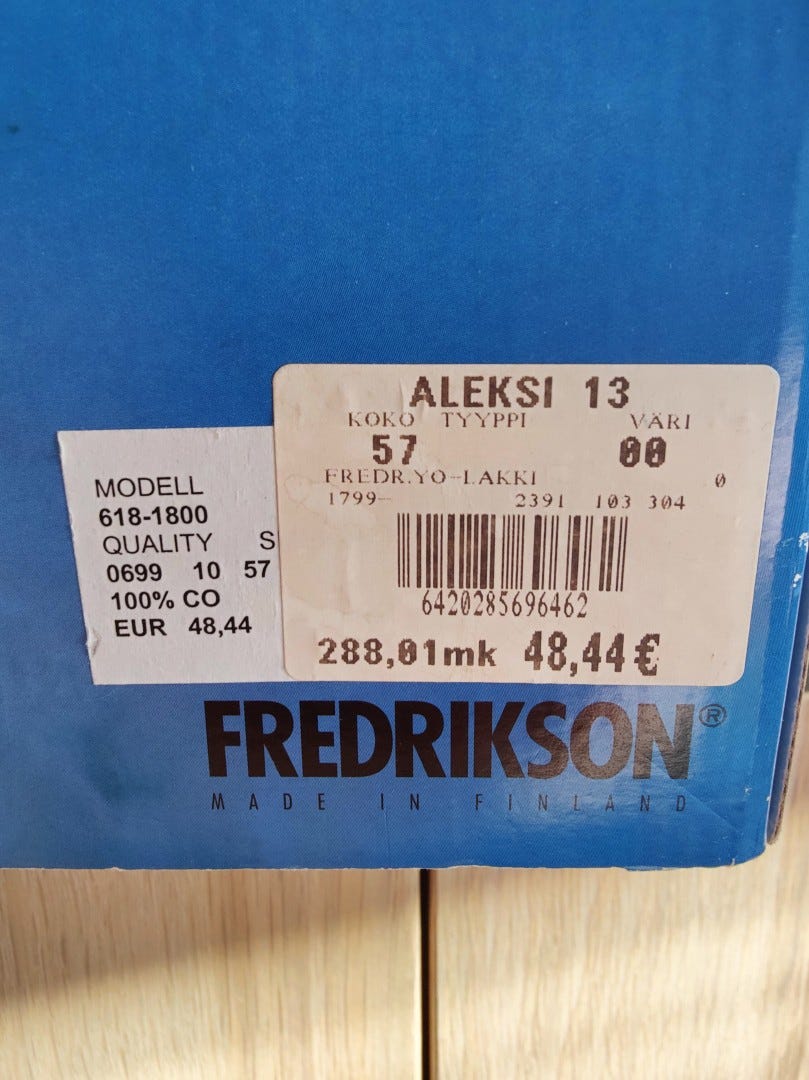 ALEKSI 13
KOKO TYYPPI VÄRI
57 00
FREDR.YO-LAKKI 0
1799- 2391 103 304
6420285696462
288,01mk 48,44€
MODELL
618-1800
QUALITY S
0699 10 57
100% CO
EUR 48,44
FREDRIKSON®
MADE IN FINLAND